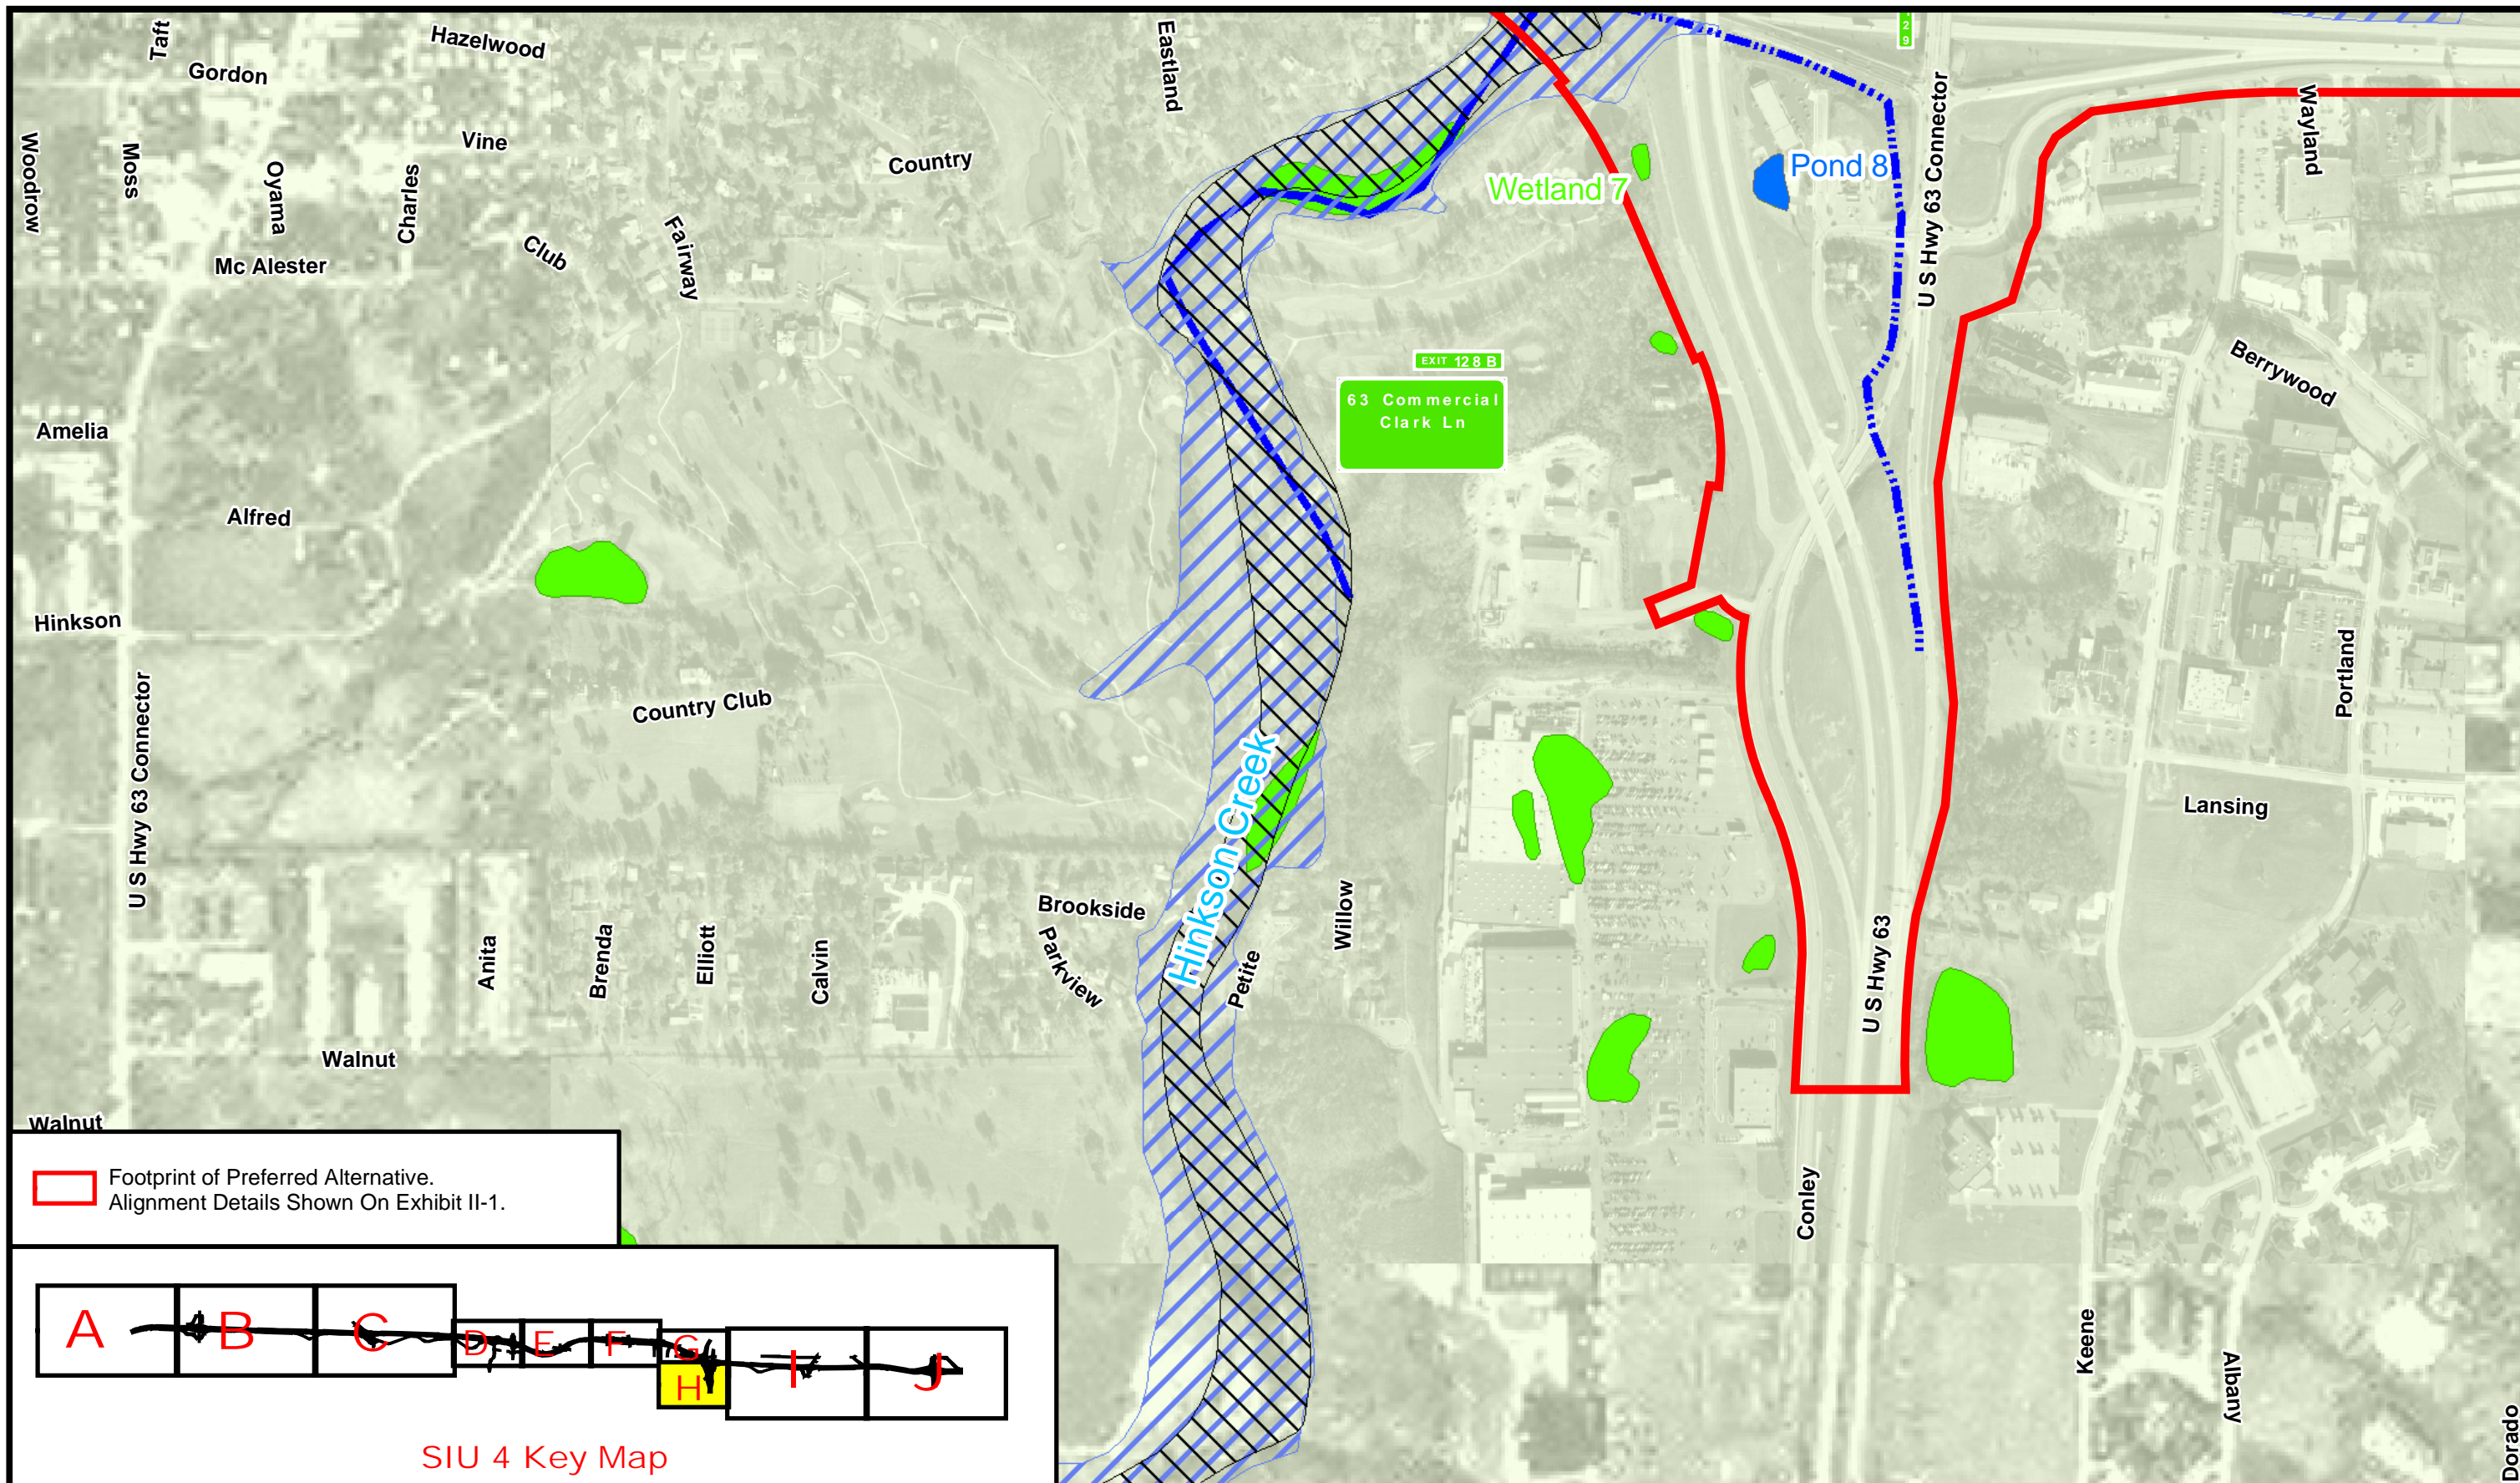 Taft
Hazelwood
Gordon
Eastland
1
2
9
Woodrow
Moss
Oyama
Charles
Vine
Country
Wetland 7
Pond 8
U S Hwy 63 Connector
Wayland
Mc Alester
Club
Fairway
EXIT 128 B
63 Commercial
Clark Ln
Berrywood
Amelia
Alfred
Hinkson
Country Club
U S Hwy 63 Connector
Portland
Lansing
Hinkson Creek
Brookside
Parkview
Petite
Willow
Anita
Brenda
Elliott
Calvin
U S Hwy 63
Walnut
Walnut
Conley
Keene
Albany
Dorado
Footprint of Preferred Alternative.
Alignment Details Shown On Exhibit II-1.
A B C D E F G H I J
SIU 4 Key Map